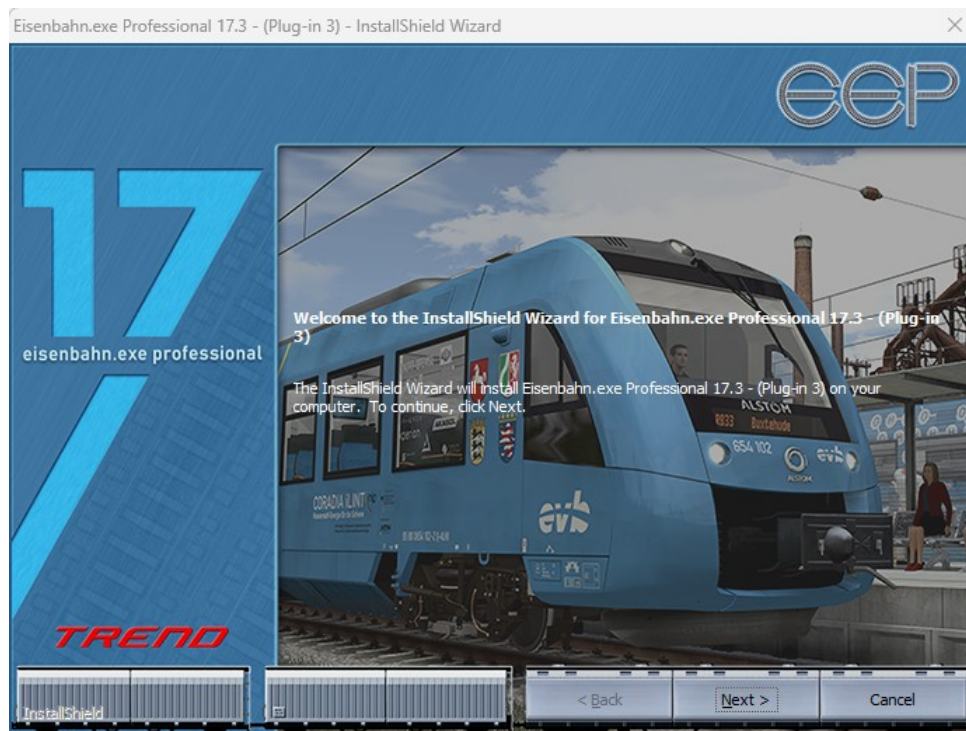 Eisenbahn.exe Professional 17.3 - (Plug-in 3) - InstallShield Wizard
EEP
17
eisenbahn.exe professional
Welcome to the InstallShield Wizard for Eisenbahn.exe Professional 17.3 - (Plug-in
3)
The InstallShield Wizard will install Eisenbahn.exe Professional 17.3 - (Plug-in 3) on your
computer. To continue, click Next.
ALSTOM
RB33 Buxtehude
654 102
evb
ALSTOM
CORADIA iLINT
evb
TREND
InstallShield
< Back
Next >
Cancel